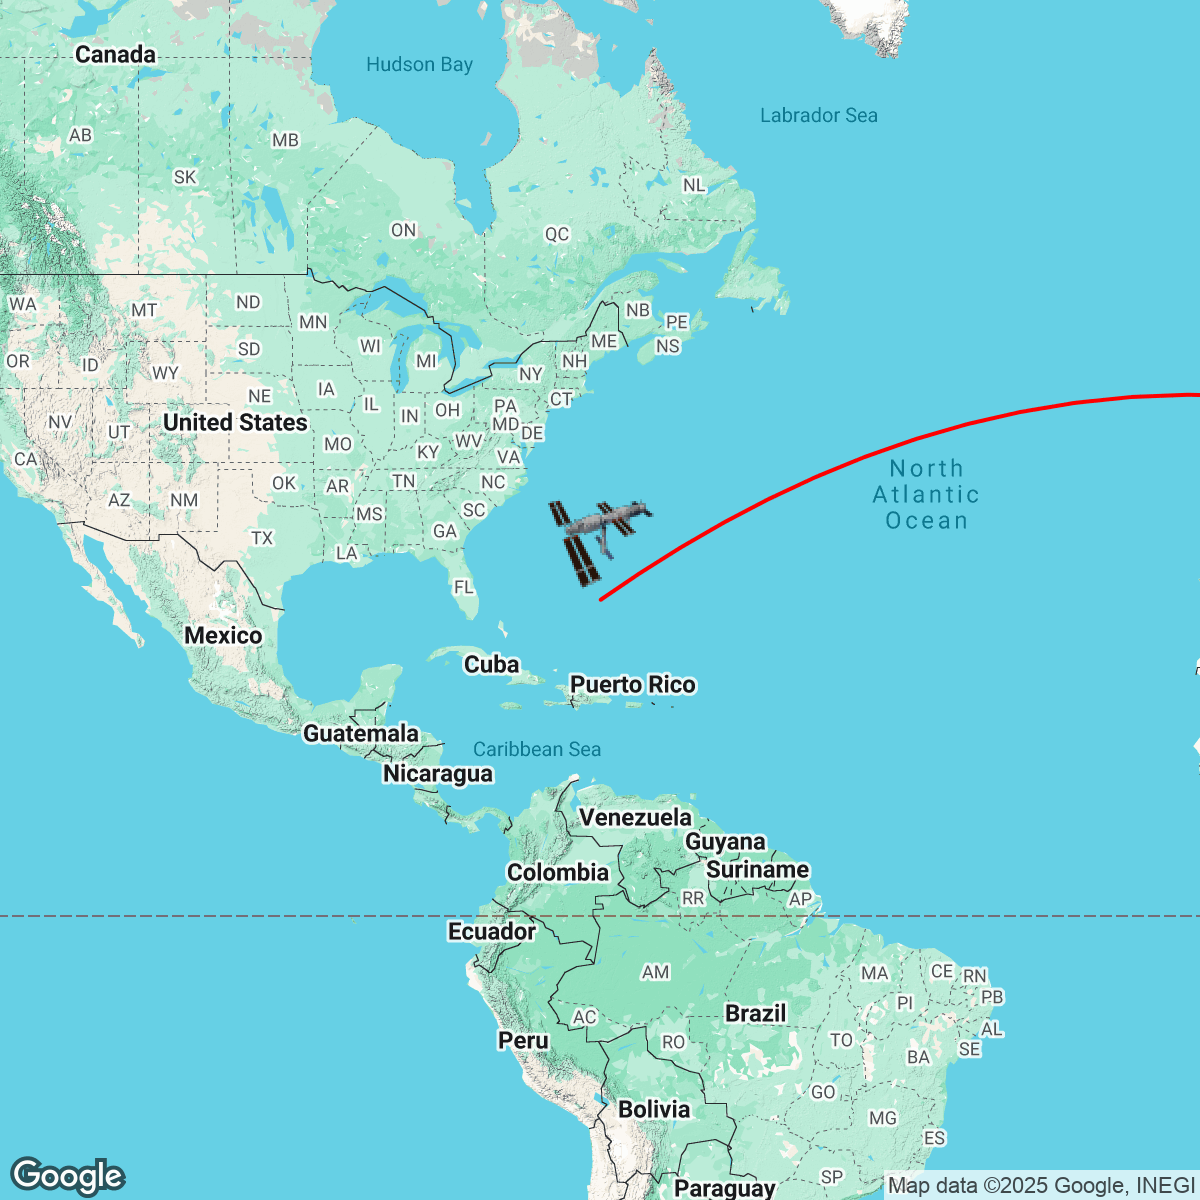 Canada
Hudson Bay
Labrador Sea
AB
MB
SK
NL
ON
QC
WA
MT
ND
MN
NB
PE
OR
ID
WY
SD
WI
MI
ME
NS
NH
NY
NE
IA
IL
IN
OH
PA
CT
NV
UT
United States
MO
KY
WV
MD
DE
VA
CA
AZ
NM
OK
AR
TN
NC
MS
SC
GA
TX
LA
FL
North
Atlantic
Ocean
Mexico
Cuba
Puerto Rico
Guatemala
Caribbean Sea
Nicaragua
Venezuela
Guyana
Colombia
Suriname
RR
AP
Ecuador
AM
MA
CE
RN
PI
PB
AC
Brazil
Peru
RO
TO
AL
BA
SE
GO
Bolivia
MG
ES
SP
Paraguay
Google
Map data ©2025 Google, INEGI